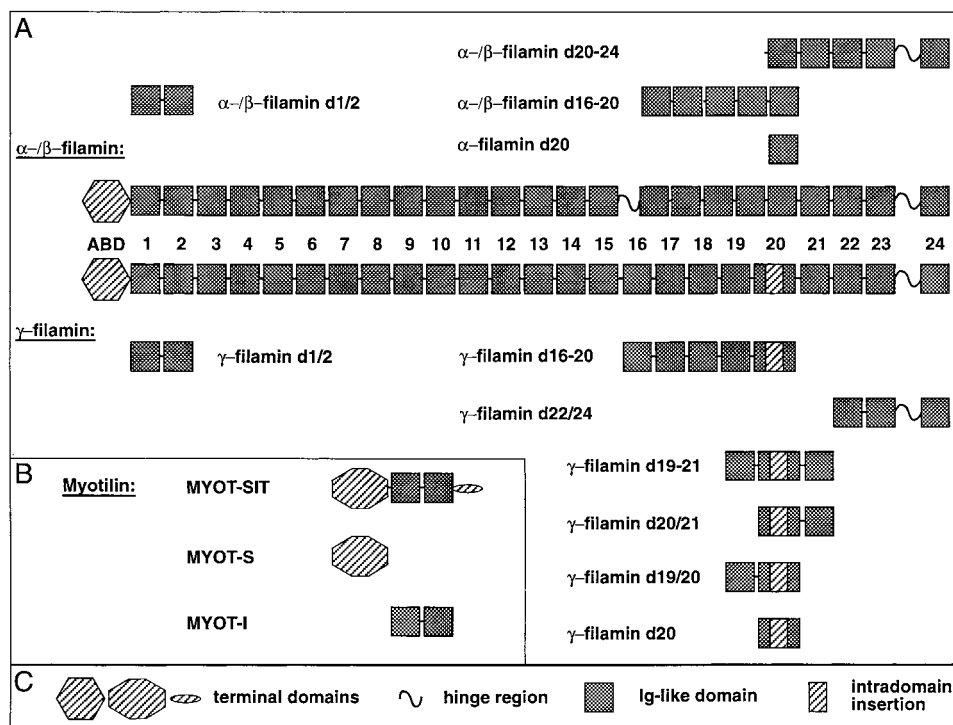 A
α-/β-filamin d20-24
α-/β-filamin d1/2
α-/β-filamin d16-20
α-/β-filamin:
α-filamin d20
ABD 1 2 3 4 5 6 7 8 9 10 11 12 13 14 15 16 17 18 19 20 21 22 23 24
γ-filamin:
γ-filamin d1/2
γ-filamin d16-20
γ-filamin d22/24
γ-filamin d19-21
γ-filamin d20/21
γ-filamin d19/20
γ-filamin d20
B
Myotilin:
MYOT-SIT
MYOT-S
MYOT-I
C
terminal domains
hinge region
Ig-like domain
intradomain
insertion